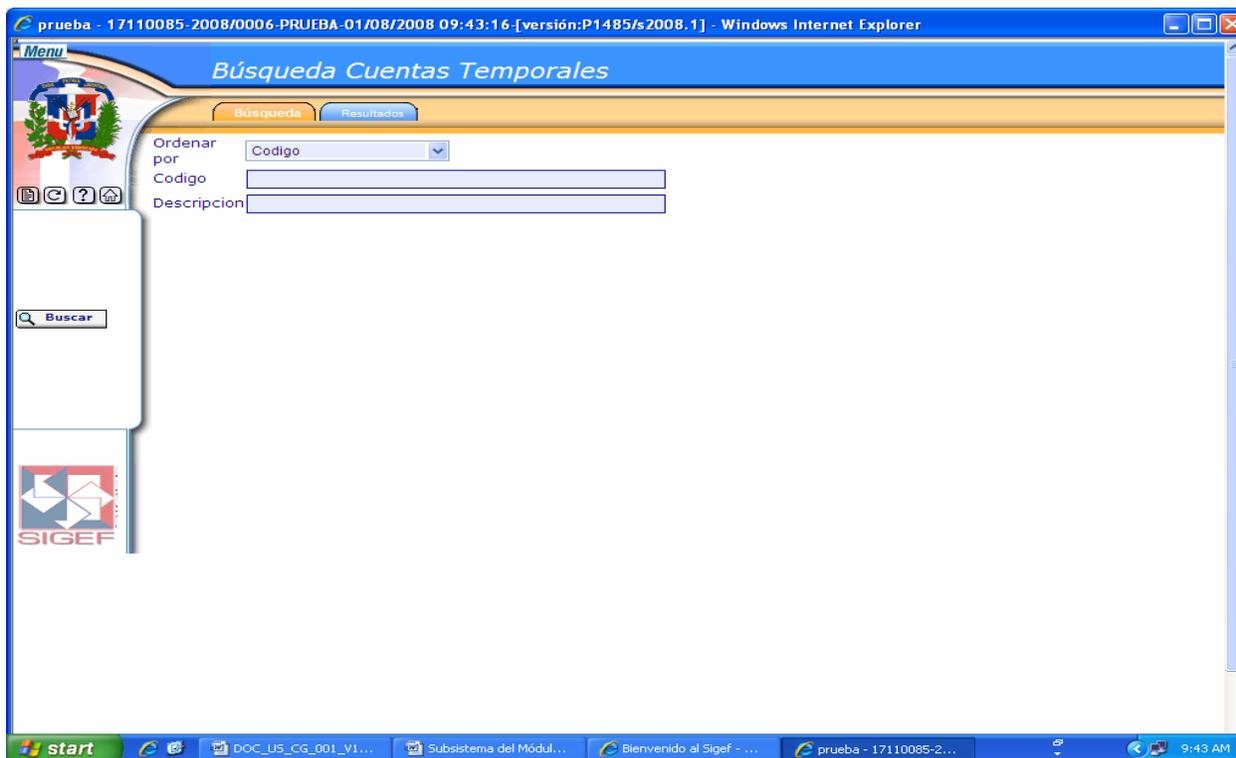 prueba - 17110085-2008/0006-PRUEBA-01/08/2008 09:43:16-[versión:P1485/s2008.1] - Windows Internet Explorer
Menu
Búsqueda Cuentas Temporales
Búsqueda Resultados
Ordenar por Codigo
Codigo
Descripcion
Buscar
SIGEF
start DOC_US_CG_001_V1... Subsistema del Módul... Bienvenido al Sigef - ... prueba - 17110085-2... 9:43 AM